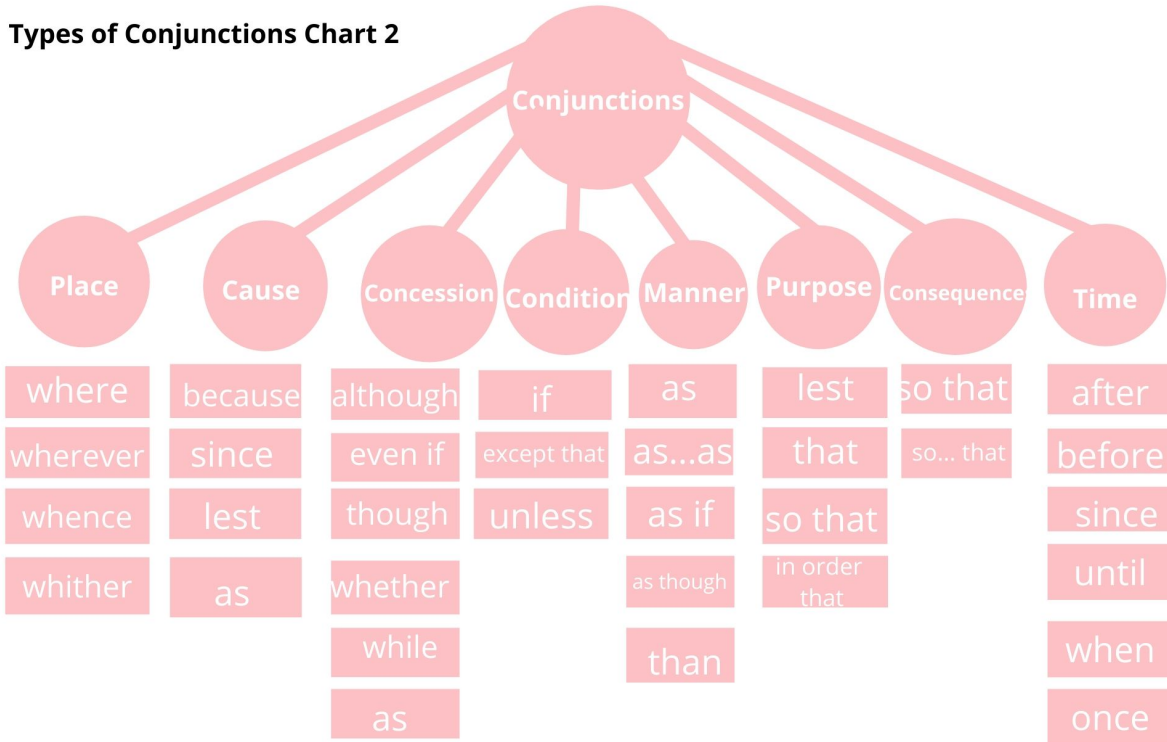 Types of Conjunctions Chart 2
Conjunctions
Place
Cause
Concession
Condition
Manner
Purpose
Consequences
Time
where
wherever
whence
whither
because
since
lest
as
although
even if
though
whether
while
as
if
except that
unless
as
as...as
as if
as though
than
lest
that
so that
in order
that
so that
so... that
after
before
since
until
when
once